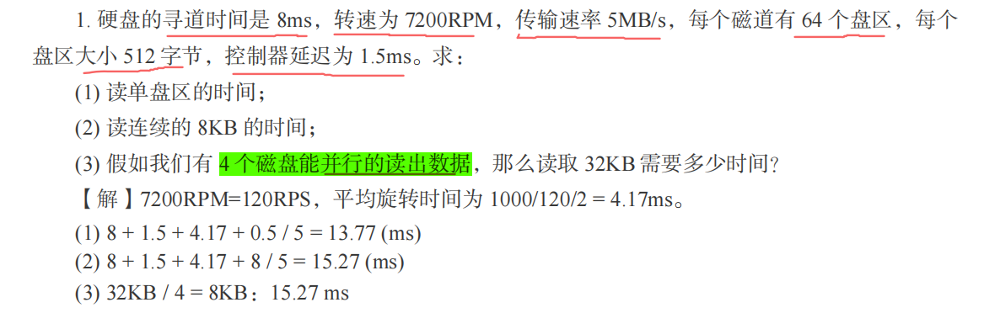 1. 硬盘的寻道时间是 8ms，转速为 7200RPM，传输速率 5MB/s，每个磁道有 64 个盘区，每个
盘区大小 512 字节，控制器延迟为 1.5ms。求：
(1) 读单盘区的时间；
(2) 读连续的 8KB 的时间；
(3) 假如我们有 4 个磁盘能并行的读出数据，那么读取 32KB 需要多少时间？
【解】7200RPM=120RPS，平均旋转时间为 1000/120/2 = 4.17ms。
(1) 8 + 1.5 + 4.17 + 0.5 / 5 = 13.77 (ms)
(2) 8 + 1.5 + 4.17 + 8 / 5 = 15.27 (ms)
(3) 32KB / 4 = 8KB：15.27 ms